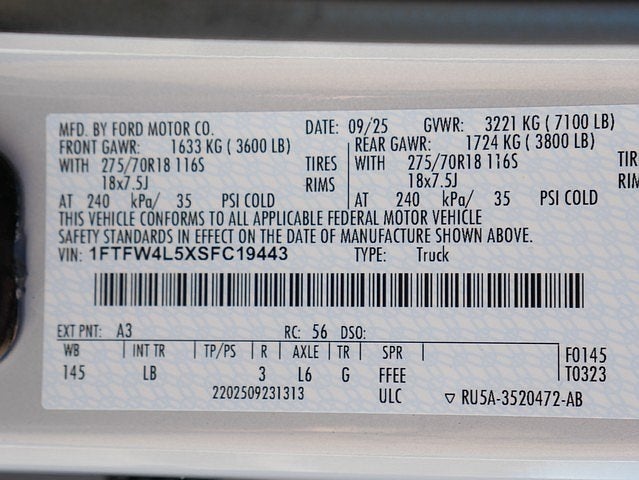 MFD. BY FORD MOTOR CO. DATE: 09/25 GVWR: 3221 KG ( 7100 LB)
FRONT GAWR: 1633 KG ( 3600 LB) REAR GAWR: 1724 KG ( 3800 LB)
WITH 275/70R18 116S TIRES WITH 275/70R18 116S TIR
18x7.5J RIMS 18x7.5J RIM
AT 240 kPa/ 35 PSI COLD AT 240 kPa/ 35 PSI COLD
THIS VEHICLE CONFORMS TO ALL APPLICABLE FEDERAL MOTOR VEHICLE
SAFETY STANDARDS IN EFFECT ON THE DATE OF MANUFACTURE SHOWN ABOVE.
VIN: 1FTFW4L5XSFC19443 TYPE: Truck
EXT PNT: A3 RC: 56 DSO:
WB INT TR TP/PS R AXLE TR SPR F0145
145 LB 3 L6 G FFEE T0323
2202509231313 ULC ▽ RU5A-3520472-AB